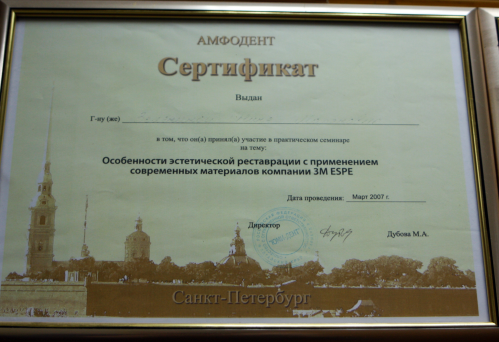 АМФОДЕНТ
Сертификат
Выдан
Г-ну (же)
в том, что он(а) принял(а) участие в практическом семинаре
на тему:
Особенности эстетической реставрации с применением
современных материалов компании 3M ESPE
Дата проведения: Март 2007 г.
Директор Дубова М.А.
Санкт-Петербург